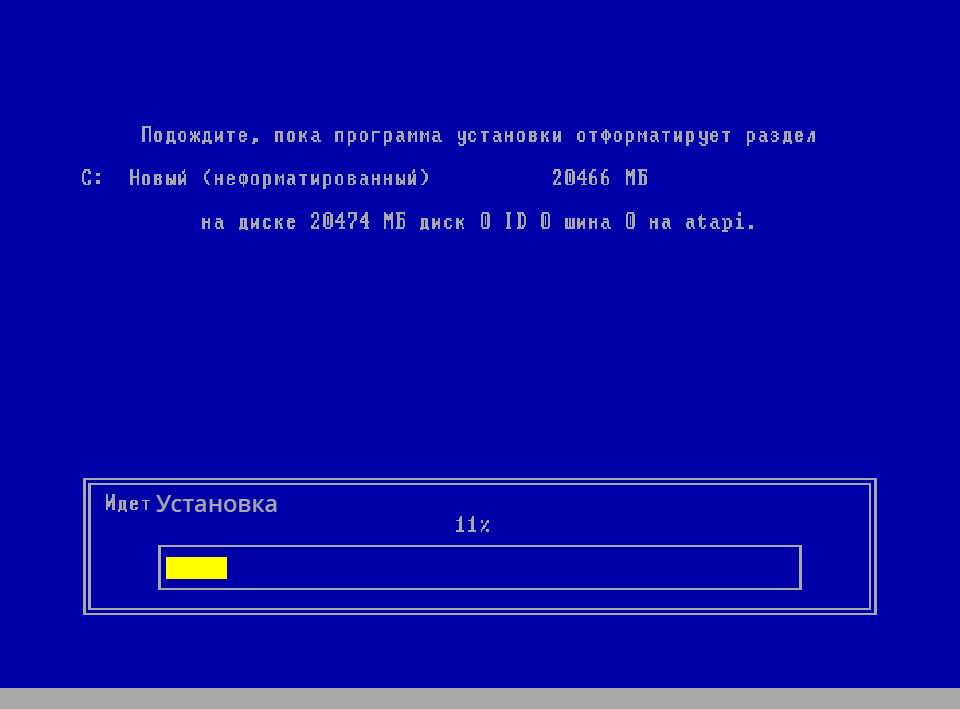 Подождите, пока программа установки отформатирует раздел
C: Новый (неформатированный) 20466 МБ
на диске 20474 МБ диск 0 ID 0 шина 0 на atapi.
Идет Установка
11%